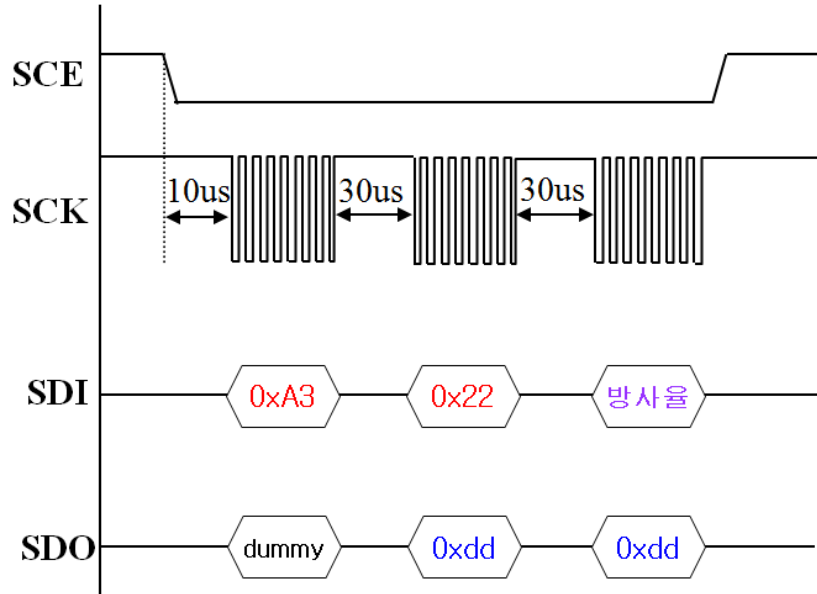 SCE
SCK
10us
30us
30us
SDI
0xA3
0x22
방사율
SDO
dummy
0xdd
0xdd